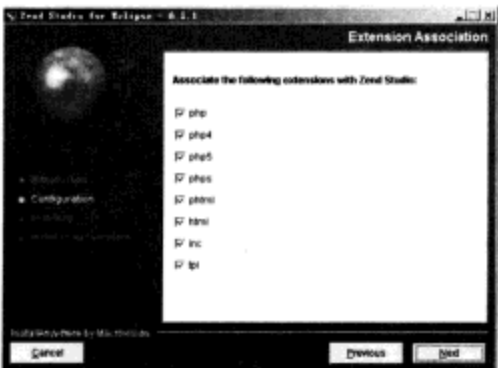 Zend Studio for Eclipse - 6.1.1
Extension Association
Associate the following extensions with Zend Studio:
php
php4
php5
phps
phtml
html
inc
tpl
Configuration
Cancel
Previous
Next